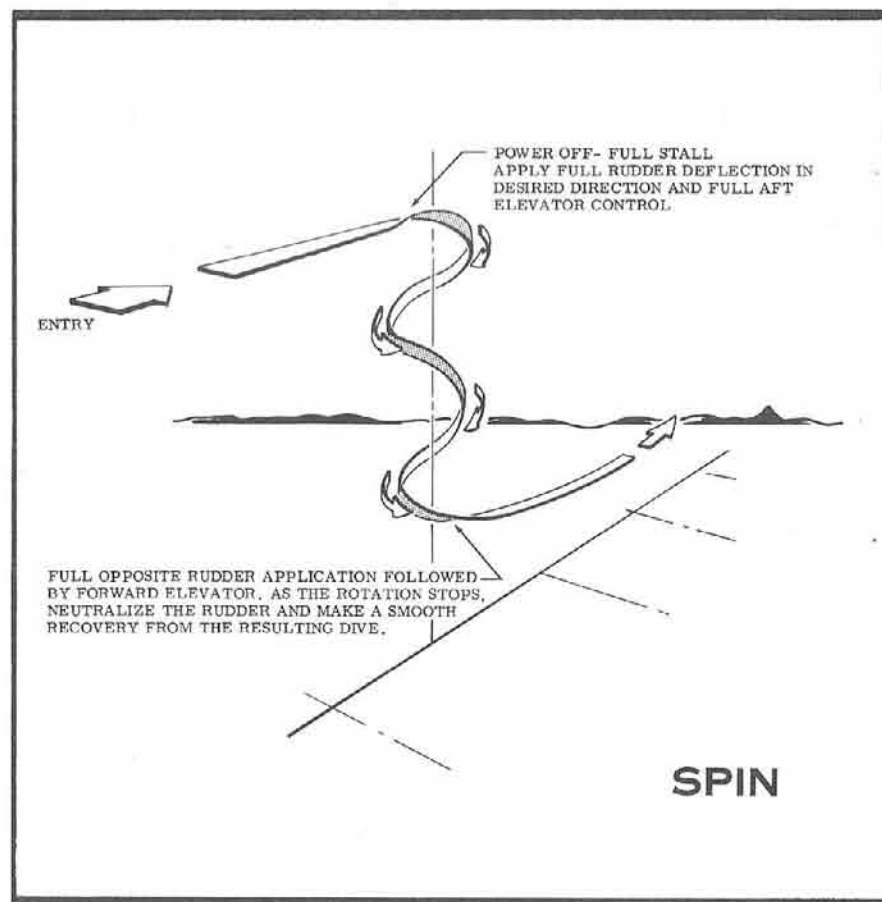 POWER OFF- FULL STALL
APPLY FULL RUDDER DEFLECTION IN
DESIRED DIRECTION AND FULL AFT
ELEVATOR CONTROL
ENTRY
FULL OPPOSITE RUDDER APPLICATION FOLLOWED
BY FORWARD ELEVATOR. AS THE ROTATION STOPS,
NEUTRALIZE THE RUDDER AND MAKE A SMOOTH
RECOVERY FROM THE RESULTING DIVE.
SPIN